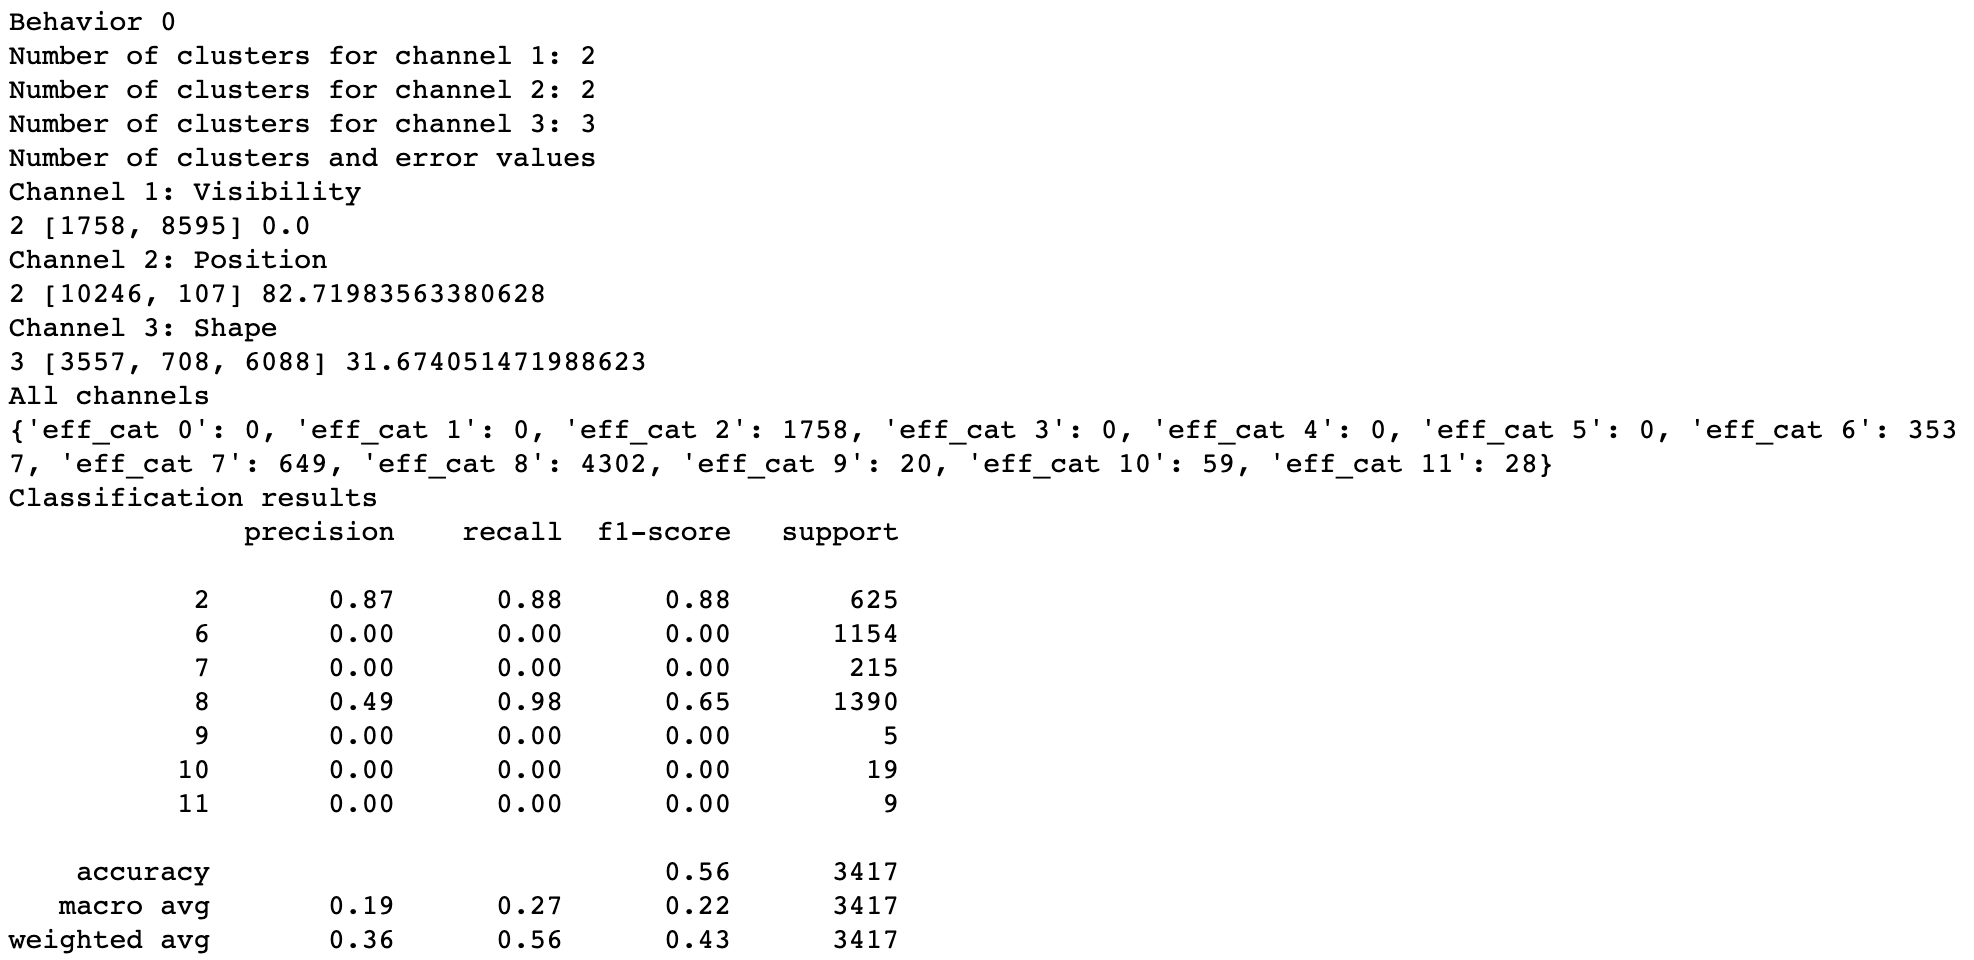 Behavior 0
Number of clusters for channel 1: 2
Number of clusters for channel 2: 2
Number of clusters for channel 3: 3
Number of clusters and error values
Channel 1: Visibility
2 [1758, 8595] 0.0
Channel 2: Position
2 [10246, 107] 82.71983563380628
Channel 3: Shape
3 [3557, 708, 6088] 31.674051471988623
All channels
{'eff_cat 0': 0, 'eff_cat 1': 0, 'eff_cat 2': 1758, 'eff_cat 3': 0, 'eff_cat 4': 0, 'eff_cat 5': 0, 'eff_cat 6': 353
7, 'eff_cat 7': 649, 'eff_cat 8': 4302, 'eff_cat 9': 20, 'eff_cat 10': 59, 'eff_cat 11': 28}
Classification results
              precision    recall  f1-score   support

           2       0.87      0.88      0.88       625
           6       0.00      0.00      0.00      1154
           7       0.00      0.00      0.00       215
           8       0.49      0.98      0.65      1390
           9       0.00      0.00      0.00         5
          10       0.00      0.00      0.00        19
          11       0.00      0.00      0.00         9

    accuracy                           0.56      3417
   macro avg       0.19      0.27      0.22      3417
weighted avg       0.36      0.56      0.43      3417